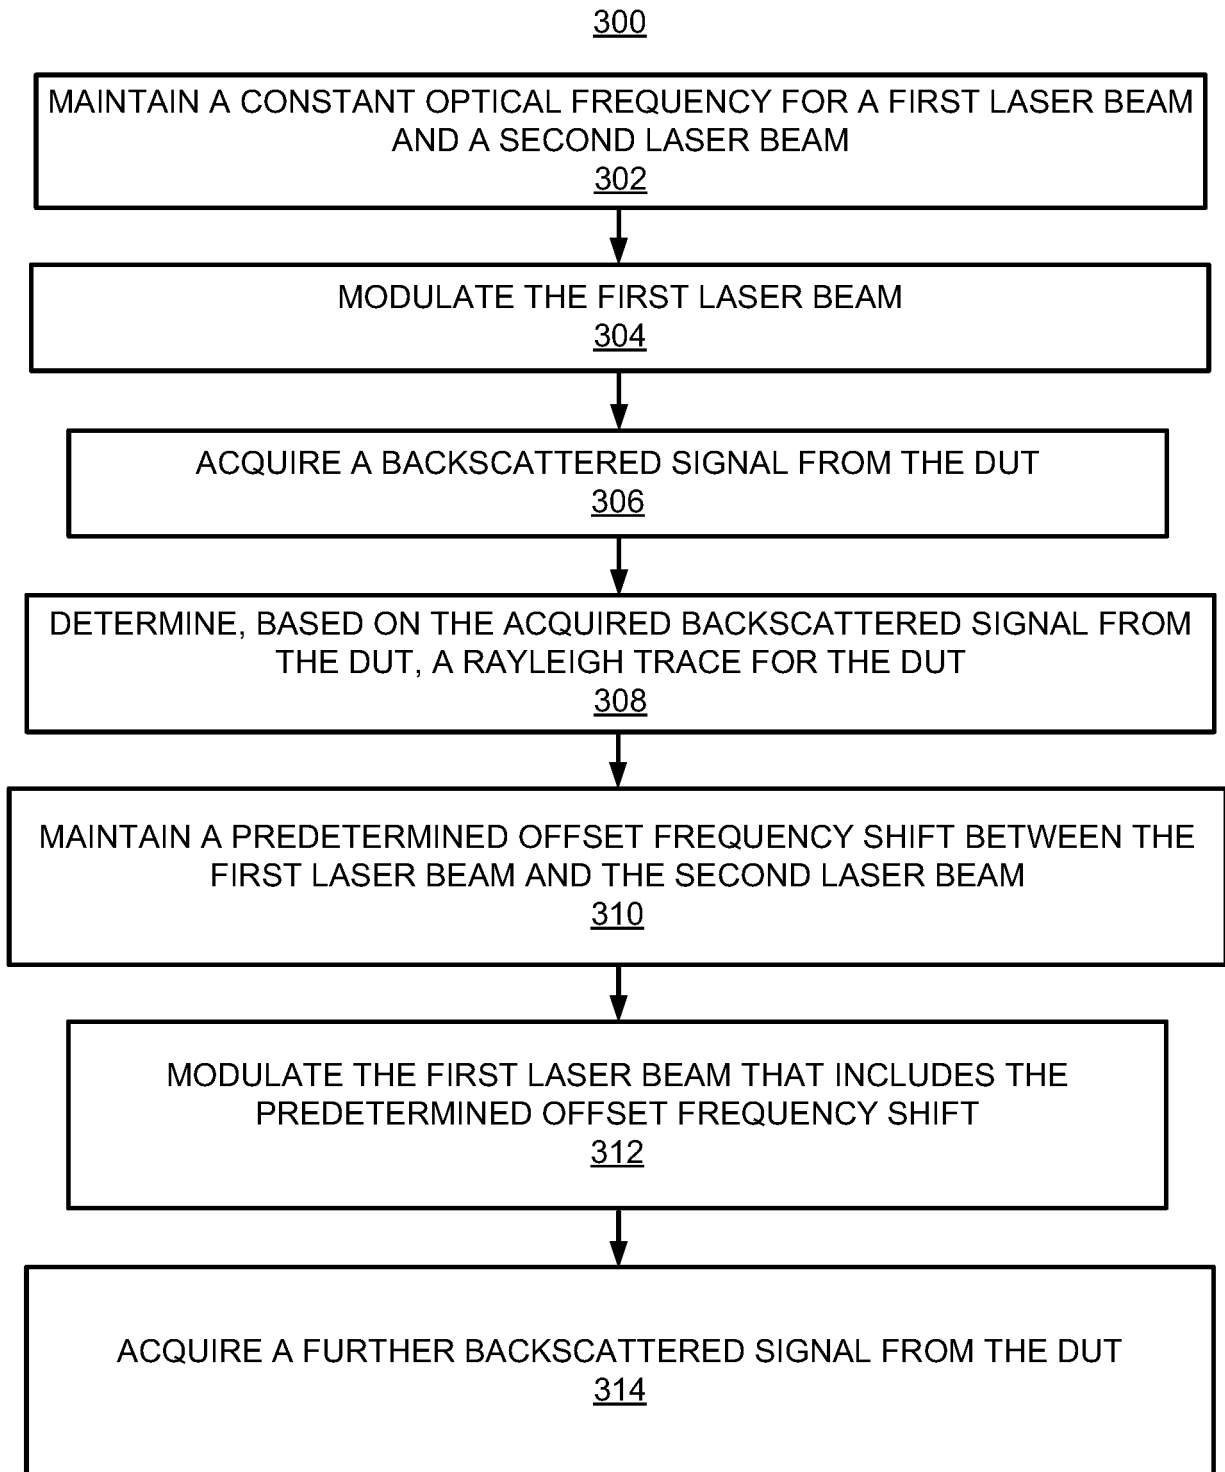 300
MAINTAIN A CONSTANT OPTICAL FREQUENCY FOR A FIRST LASER BEAM
AND A SECOND LASER BEAM
302
MODULATE THE FIRST LASER BEAM
304
ACQUIRE A BACKSCATTERED SIGNAL FROM THE DUT
306
DETERMINE, BASED ON THE ACQUIRED BACKSCATTERED SIGNAL FROM
THE DUT, A RAYLEIGH TRACE FOR THE DUT
308
MAINTAIN A PREDETERMINED OFFSET FREQUENCY SHIFT BETWEEN THE
FIRST LASER BEAM AND THE SECOND LASER BEAM
310
MODULATE THE FIRST LASER BEAM THAT INCLUDES THE
PREDETERMINED OFFSET FREQUENCY SHIFT
312
ACQUIRE A FURTHER BACKSCATTERED SIGNAL FROM THE DUT
314